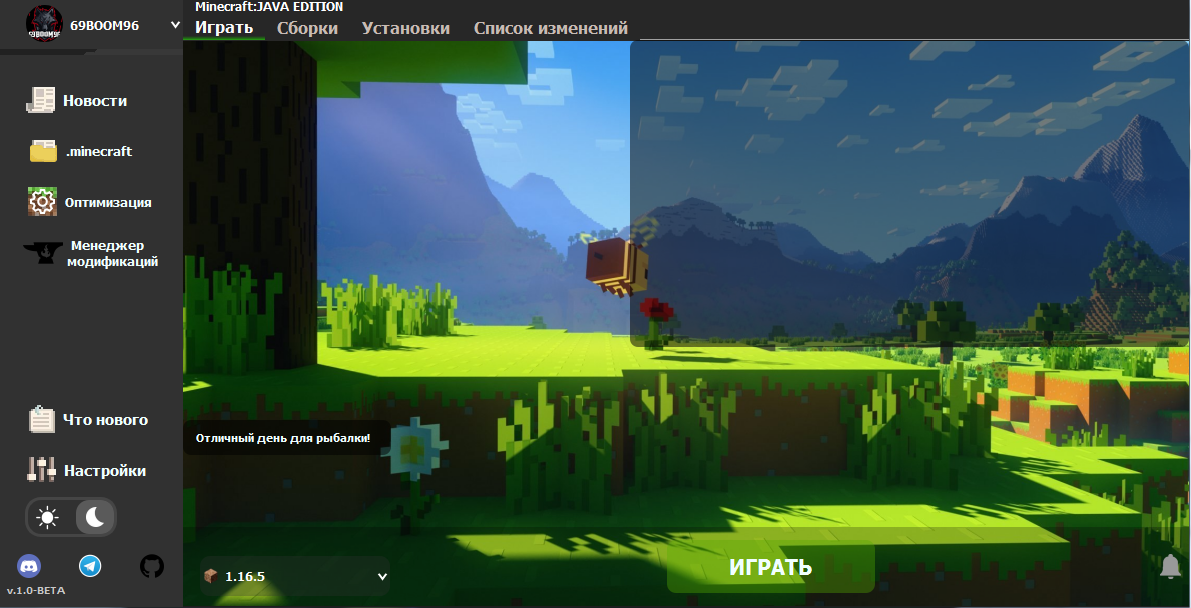 69BOOM96
69BOOM96
Minecraft:JAVA EDITION
Играть Сборки Установки Список изменений
Новости
.minecraft
Оптимизация
Менеджер
модификаций
Что нового
Отличный день для рыбалки!
Настройки
v.1.0-BETA
1.16.5
ИГРАТЬ